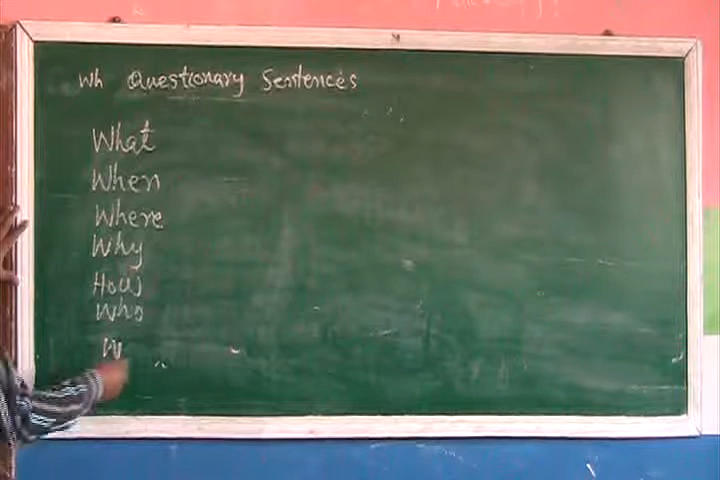 Wh Questionary Sentences
What
When
Where
Why
How
Who
W